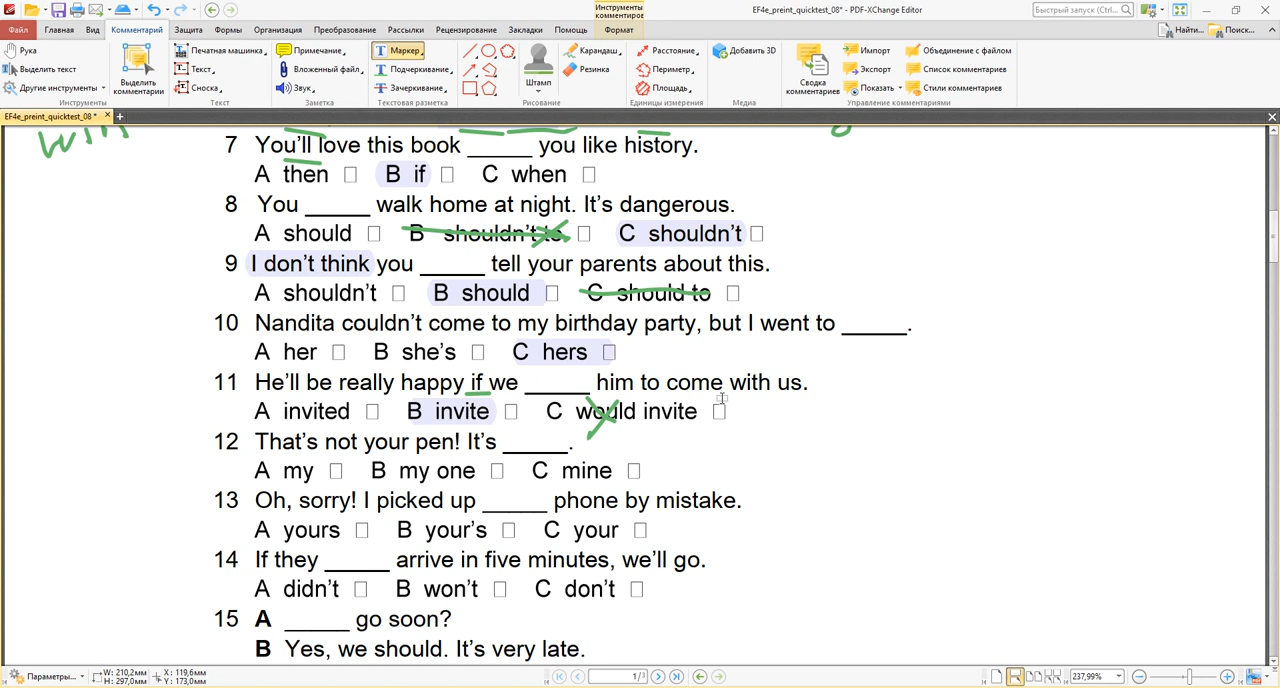 Инструменты комментиров
EF4e_preint_quicktest_08* - PDF-XChange Editor
Быстрый запуск (Ctrl...
Файл Главная Вид Комментарий Защита Формы Организация Преобразование Рассылки Рецензирование Закладки Помощь Формат Найти... Поиск...
Рука
Выделить текст
Другие инструменты
Инструменты
Выделить комментарии
Печатная машинка
Текст
Сноска
Текст
Примечание
Вложенный файл
Звук
Заметка
Маркер
Подчеркивание
Зачеркивание
Текстовая разметка
Штамп
Карандаш
Резинка
Рисование
Расстояние
Периметр
Площадь
Единицы измерения
Добавить 3D
Медиа
Сводка комментариев
Импорт
Экспорт
Показать
Объединение с файлом
Список комментариев
Стили комментариев
Управление комментариями
EF4e_preint_quicktest_08 *
7 You'll love this book _____ you like history.
A then B if C when
8 You _____ walk home at night. It's dangerous.
A should B shouldn't to C shouldn't
9 I don't think you _____ tell your parents about this.
A shouldn't B should C should to
10 Nandita couldn't come to my birthday party, but I went to _____.
A her B she's C hers
11 He'll be really happy if we _____ him to come with us.
A invited B invite C would invite
12 That's not your pen! It's _____.
A my B my one C mine
13 Oh, sorry! I picked up _____ phone by mistake.
A yours B your's C your
14 If they _____ arrive in five minutes, we'll go.
A didn't B won't C don't
15 A _____ go soon?
B Yes, we should. It's very late.
Параметры... W: 210,2мм H: 297,0мм X: 119,6мм Y: 173,0мм 237,99%